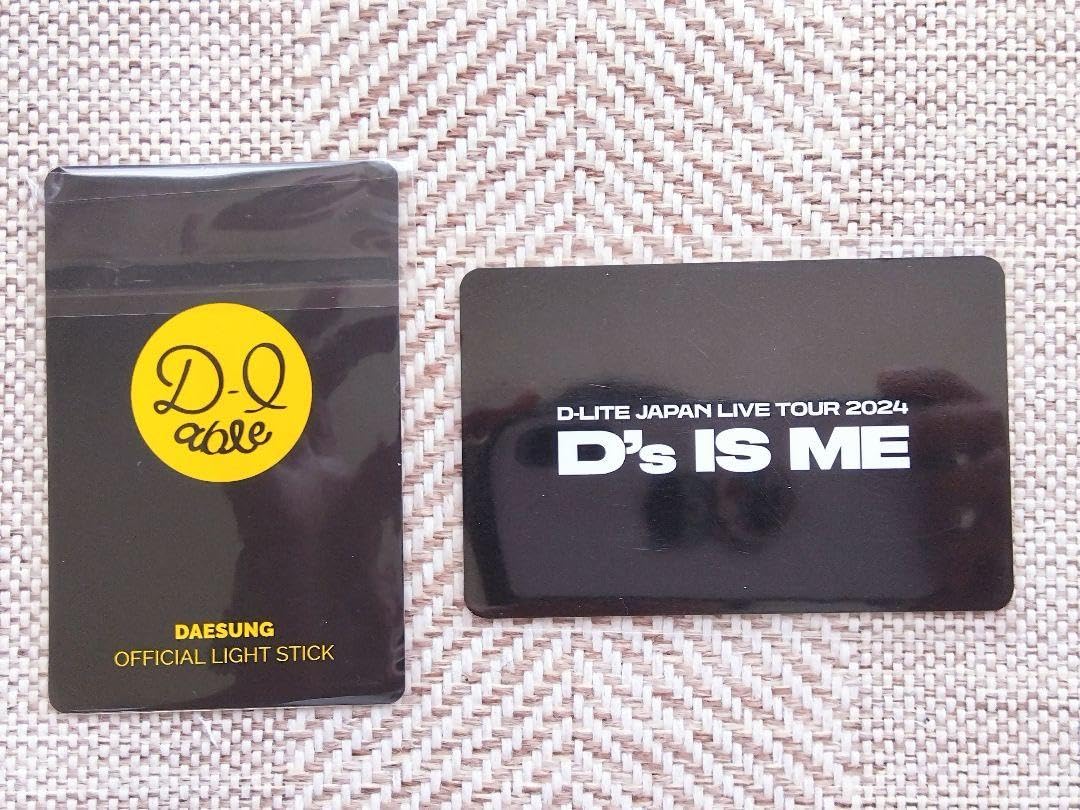 D-l
able
DAESUNG
OFFICIAL LIGHT STICK
D-LITE JAPAN LIVE TOUR 2024
D's IS ME